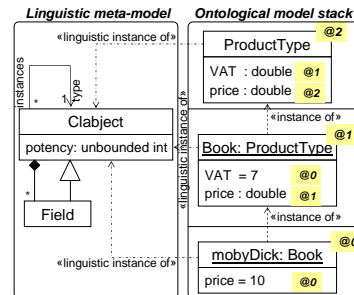 Linguistic meta-model
Ontological model stack
@2
«linguistic instance of»
ProductType
VAT : double @1
price : double @2
instances
type
*
1
Clabject
potency: unbounded int
«instance of»
@1
«linguistic instance of»
Book: ProductType
VAT = 7 @0
price : double @1
*
Field
«instance of»
@0
«linguistic instance of»
mobyDick: Book
price = 10 @0